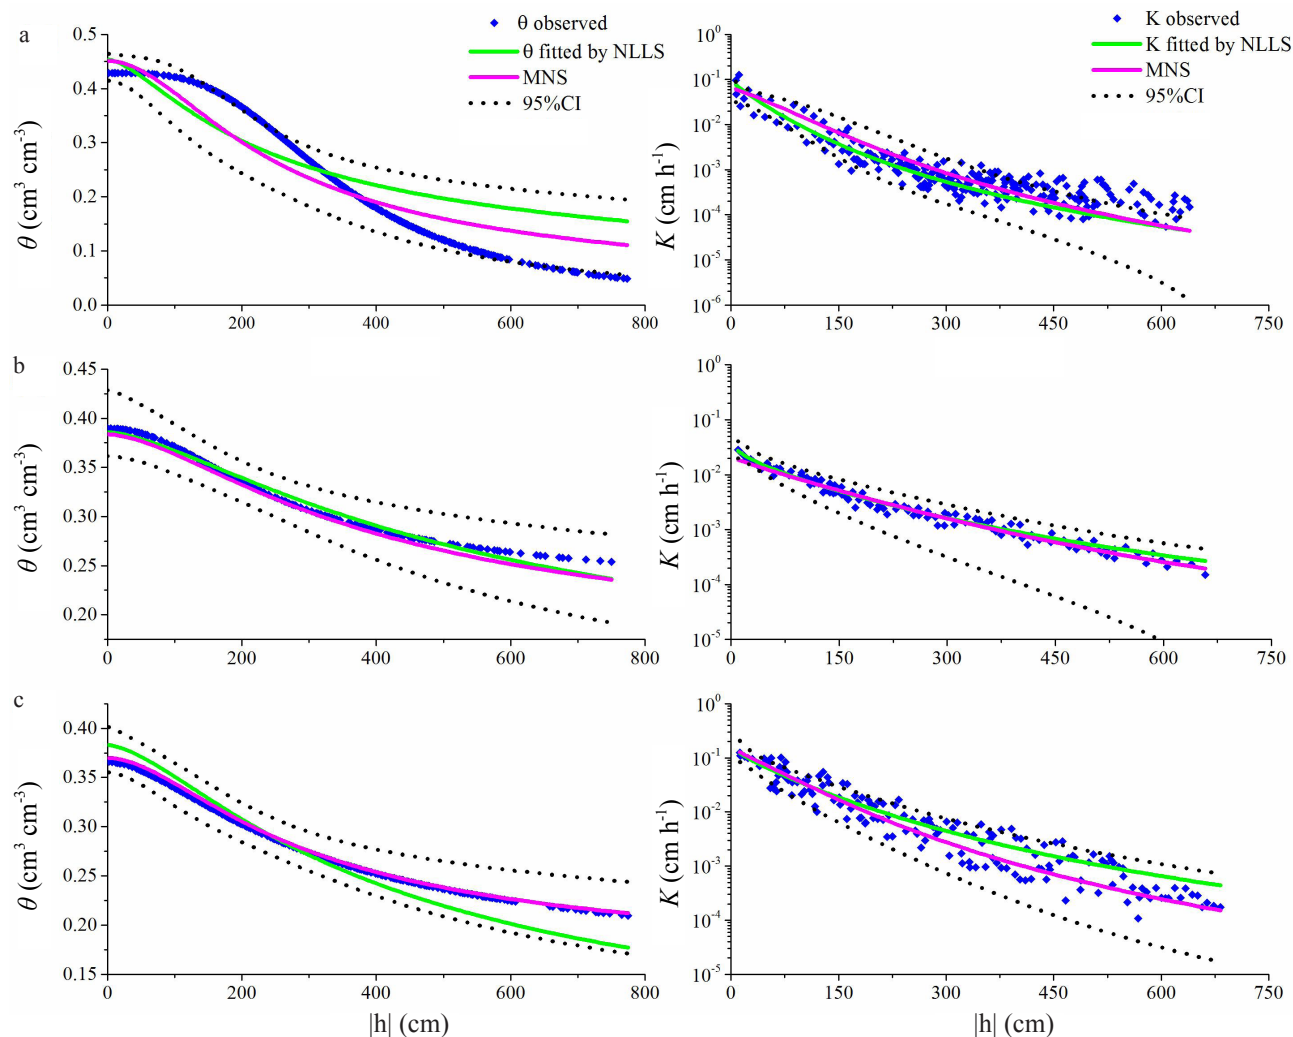 a
θ observed
θ fitted by NLLS
MNS
95%CI
0.5
0.4
0.3
0.2
0.1
0.0
θ (cm³ cm⁻³)
0 200 400 600 800
K observed
K fitted by NLLS
MNS
95%CI
10⁰
10⁻¹
10⁻²
10⁻³
10⁻⁴
10⁻⁵
10⁻⁶
K (cm h⁻¹)
0 150 300 450 600 750
b
0.45
0.40
0.35
0.30
0.25
0.20
θ (cm³ cm⁻³)
0 200 400 600 800
10⁰
10⁻¹
10⁻²
10⁻³
10⁻⁴
10⁻⁵
K (cm h⁻¹)
0 150 300 450 600 750
c
0.40
0.35
0.30
0.25
0.20
0.15
θ (cm³ cm⁻³)
0 200 400 600 800
|h| (cm)
10⁰
10⁻¹
10⁻²
10⁻³
10⁻⁴
10⁻⁵
K (cm h⁻¹)
0 150 300 450 600 750
|h| (cm)